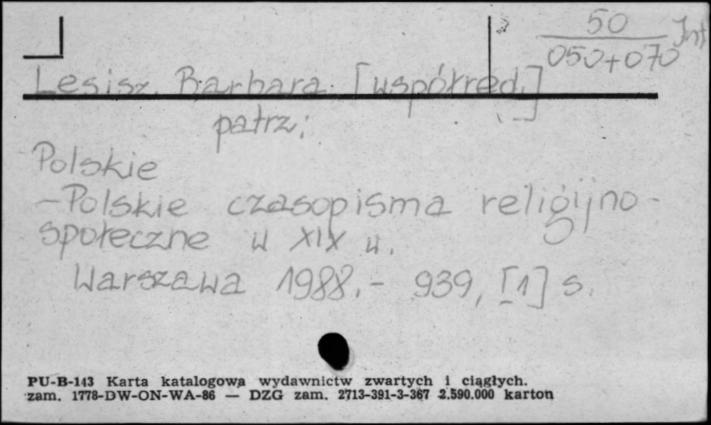 50 Inf
050+070
Lesisz, Barbara. [współred.]
patrz:
Polskie
–Polskie czasopisma religijno-
społeczne w XIX w.
Warszawa 1988.- 939, [1] s.
PU-B-143 Karta katalogowa wydawnictw zwartych i ciągłych.
zam. 1778-DW-ON-WA-86 — DZG zam. 2713-391-3-367 2.590.000 karton